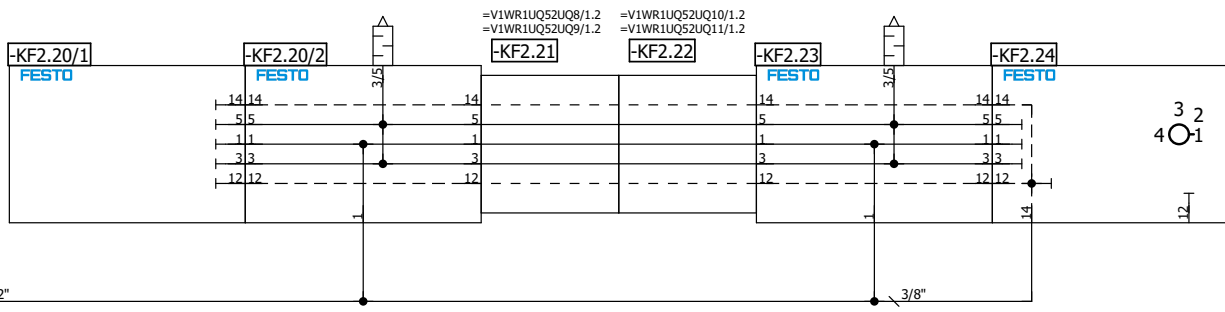 =V1WR1UQ52UQ8/1.2 =V1WR1UQ52UQ10/1.2
=V1WR1UQ52UQ9/1.2 =V1WR1UQ52UQ11/1.2
-KF2.20/1 -KF2.20/2 -KF2.21 -KF2.22 -KF2.23 -KF2.24
FESTO FESTO FESTO FESTO
3/5 3/5
14 14 14 14 14 14
5 5 5 5 5 5
1 1 1 1 1 1
3 3 3 3 3 3
12 12 12 12 12 12
3 2
4 1
1 1 14 12
2" 3/8"